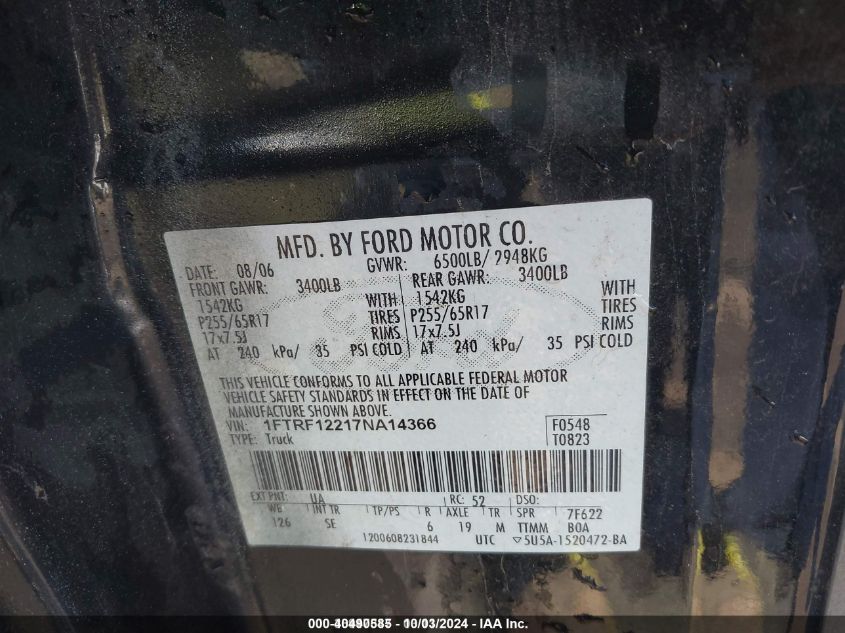 MFD. BY FORD MOTOR CO.
DATE: 08/06 GVWR: 6500LB/ 2948KG
FRONT GAWR: 3400LB REAR GAWR: 3400LB
1542KG WITH 1542KG WITH
P255/65R17 TIRES P255/65R17 TIRES
17x7.5J RIMS 17x7.5J RIMS
AT 240 kPa/ 35 PSI COLD AT 240 kPa/ 35 PSI COLD
THIS VEHICLE CONFORMS TO ALL APPLICABLE FEDERAL MOTOR
VEHICLE SAFETY STANDARDS IN EFFECT ON THE DATE OF
MANUFACTURE SHOWN ABOVE.
VIN: 1FTRF12217NA14366 F0548
TYPE: Truck T0823
EXT PNT: UA RC: 52 DSO:
WB INT TR TP/PS R AXLE TR SPR 7F622
126 SE 6 19 M TTMM BOA
1200608231844 UTC ▽5U5A-1520472-BA
10/03/2024 - IAA Inc.